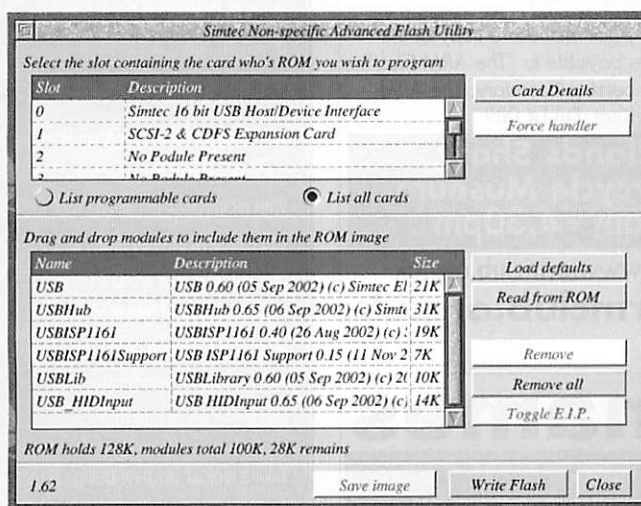 Simtec Non-specific Advanced Flash Utility
Select the slot containing the card who's ROM you wish to program
Slot Description
0 Simtec 16 bit USB Host/Device Interface
1 SCSI-2 & CDFS Expansion Card
2 No Podule Present
3 No Podule Present
Card Details
Force handler
List programmable cards List all cards
Drag and drop modules to include them in the ROM image
Name Description Size
USB USB 0.60 (05 Sep 2002) (c) Simtec El 21K
USBHub USBHub 0.65 (06 Sep 2002) (c) Simte 31K
USBISP1161 USBISP1161 0.40 (26 Aug 2002) (c) 19K
USBISP1161Support USB ISP1161 Support 0.15 (11 Nov 2 7K
USBLib USBLibrary 0.60 (05 Sep 2002) (c) 20 10K
USB_HIDInput USB HIDInput 0.65 (06 Sep 2002) (c) 14K
Load defaults
Read from ROM
Remove
Remove all
Toggle E.I.P.
ROM holds 128K, modules total 100K, 28K remains
1.62 Save image Write Flash Close